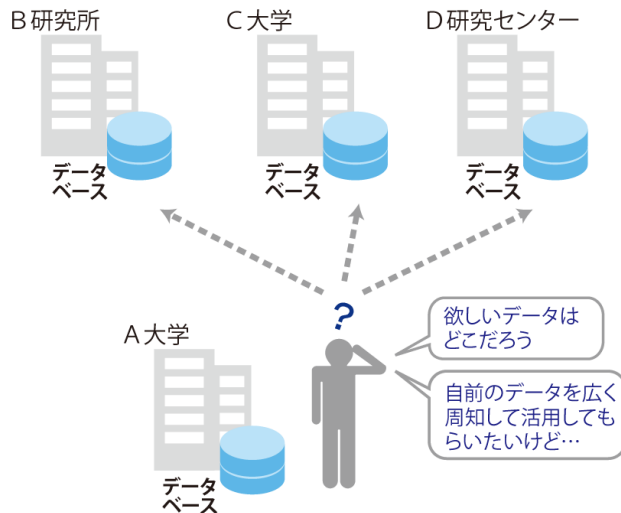 B研究所
C大学
D研究センター
データ
ベース
データ
ベース
データ
ベース
?
A大学
欲しいデータは
どこだろう
自前のデータを広く
周知して活用しても
らいたいけど…
データ
ベース